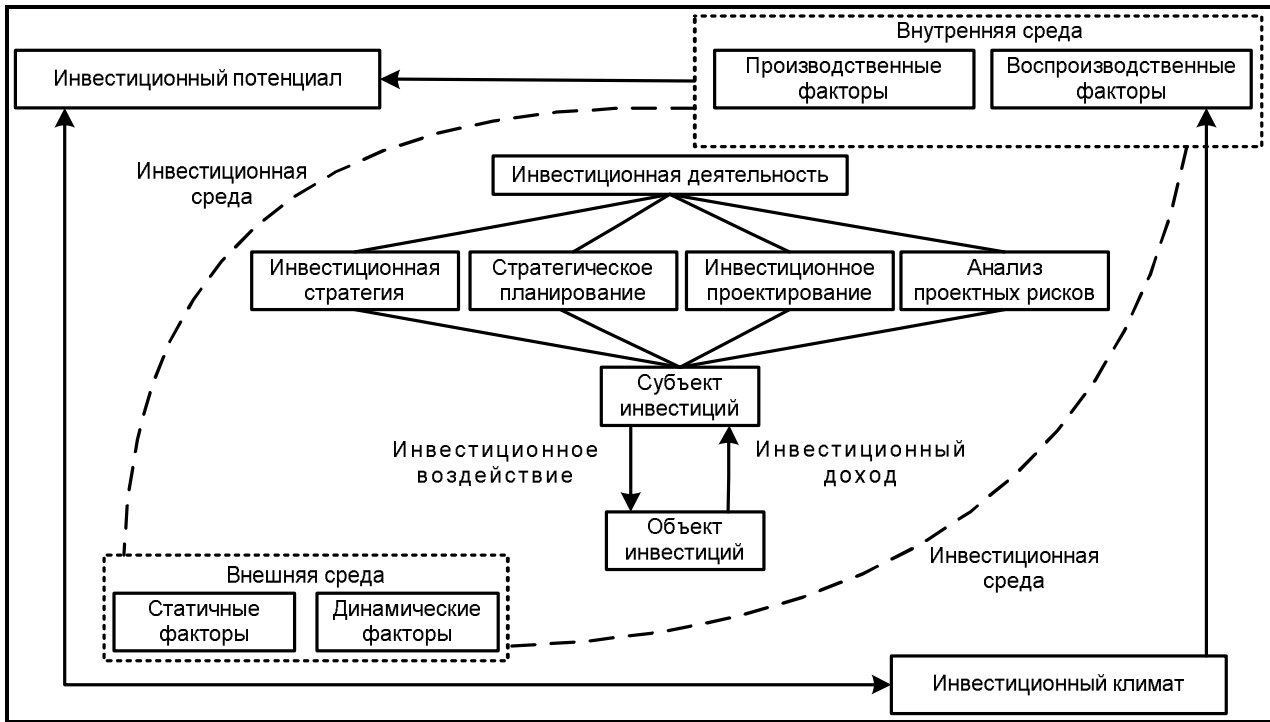 Внутренняя среда
Инвестиционный потенциал
Производственные
факторы
Воспроизводственные
факторы
Инвестиционная
среда
Инвестиционная деятельность
Инвестиционная
стратегия
Стратегическое
планирование
Инвестиционное
проектирование
Анализ
проектных рисков
Субъект
инвестиций
Инвестиционное
воздействие
Инвестиционный
доход
Объект
инвестиций
Инвестиционная
среда
Внешняя среда
Статичные
факторы
Динамические
факторы
Инвестиционный климат